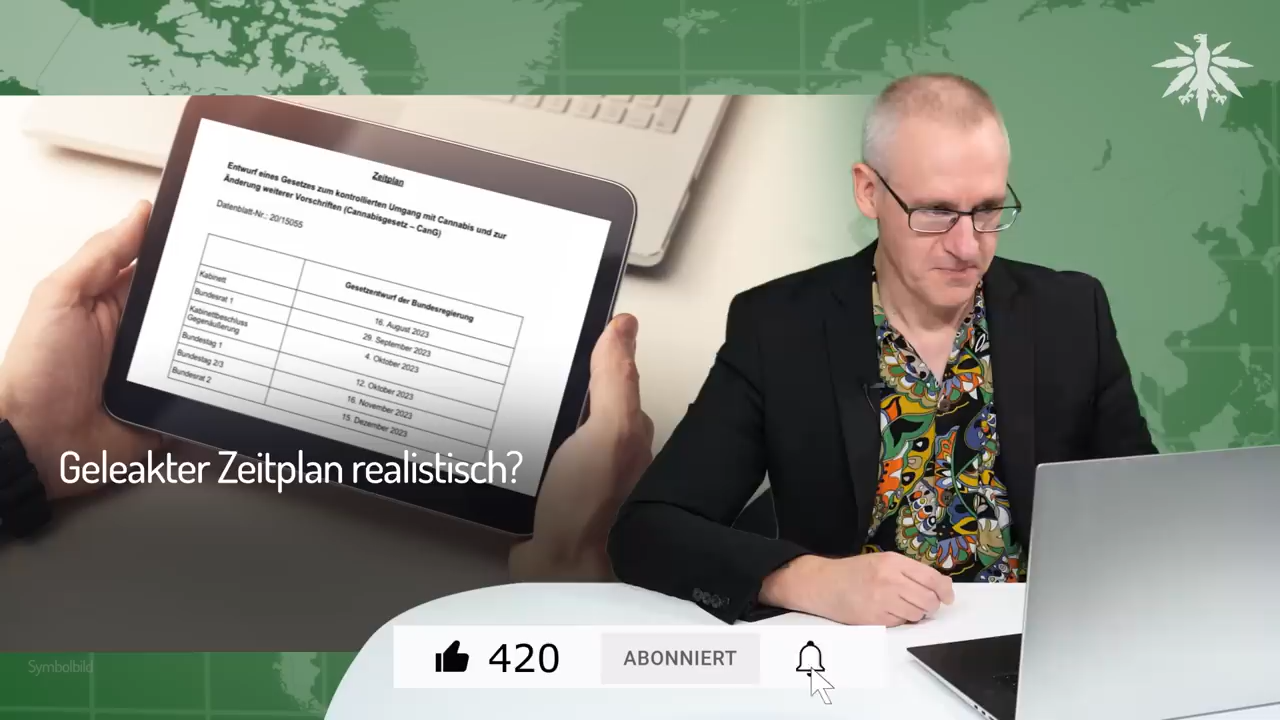 Zeitplan
Entwurf eines Gesetzes zum kontrollierten Umgang mit Cannabis und zur
Änderung weiterer Vorschriften (Cannabisgesetz – CanG)
Datenblatt-Nr.: 20/15055
Gesetzentwurf der Bundesregierung
Kabinett
16. August 2023
Bundesrat 1
29. September 2023
Kabinettbeschluss
Gegenäußerung
4. Oktober 2023
Bundestag 1
12. Oktober 2023
Bundestag 2/3
16. November 2023
Bundesrat 2
15. Dezember 2023
Geleakter Zeitplan realistisch?
420
ABONNIERT
Symbolbild